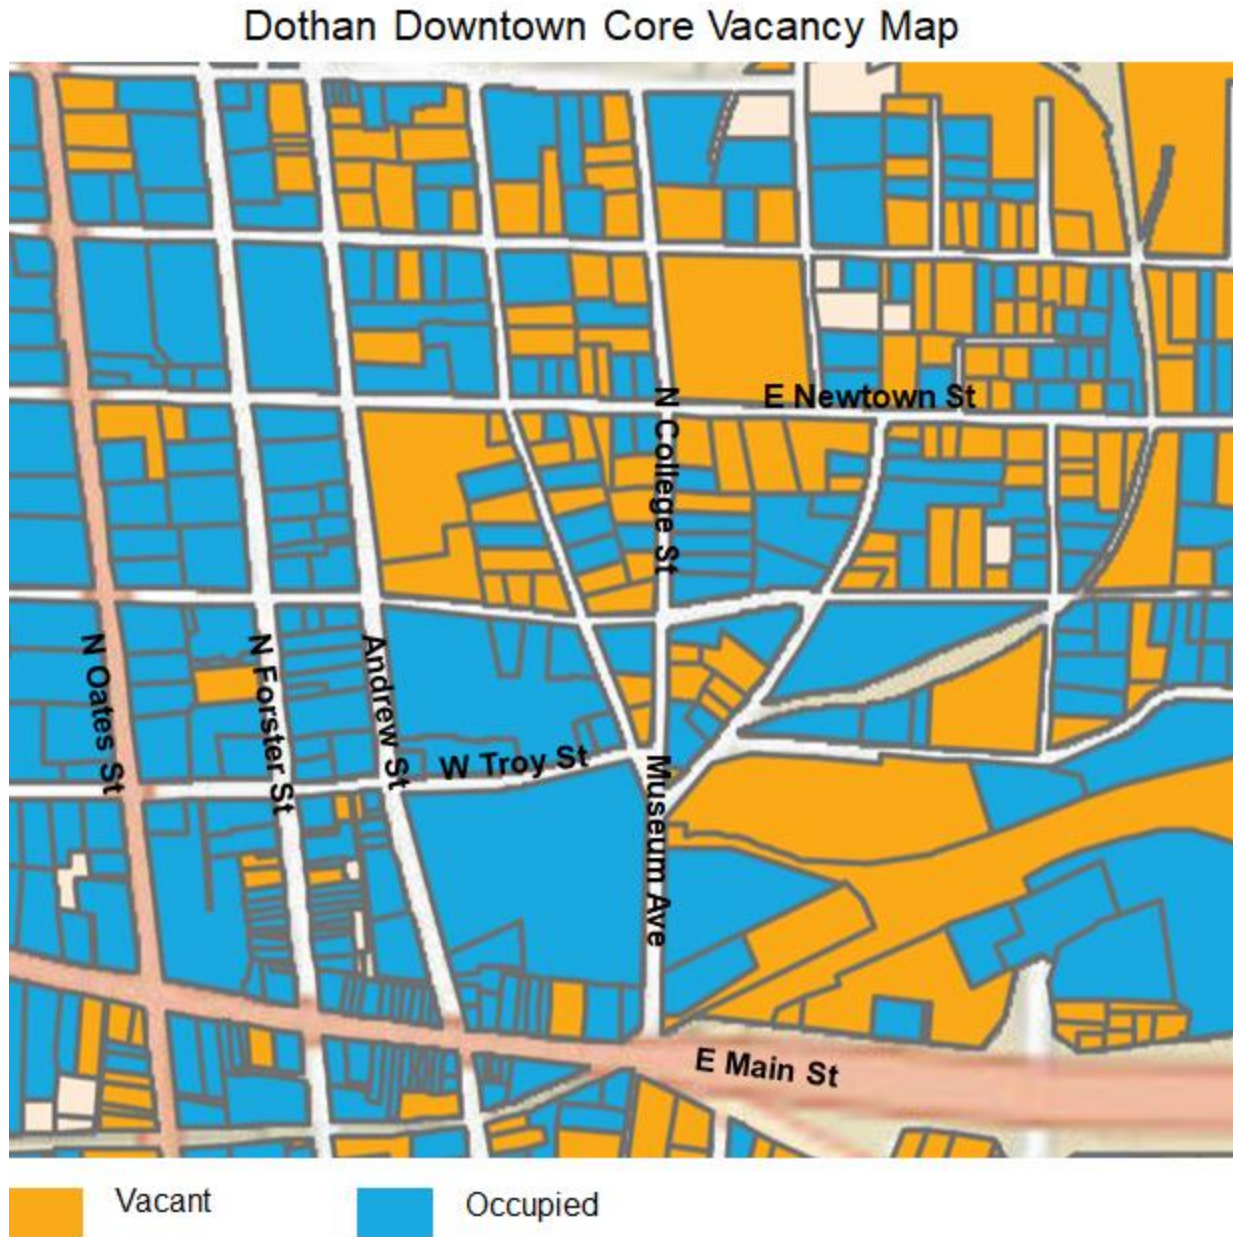 Dothan Downtown Core Vacancy Map
E Newtown St
N College St
N Oates St
N Forster St
Andrew St
W Troy St
Museum Ave
E Main St
Vacant
Occupied